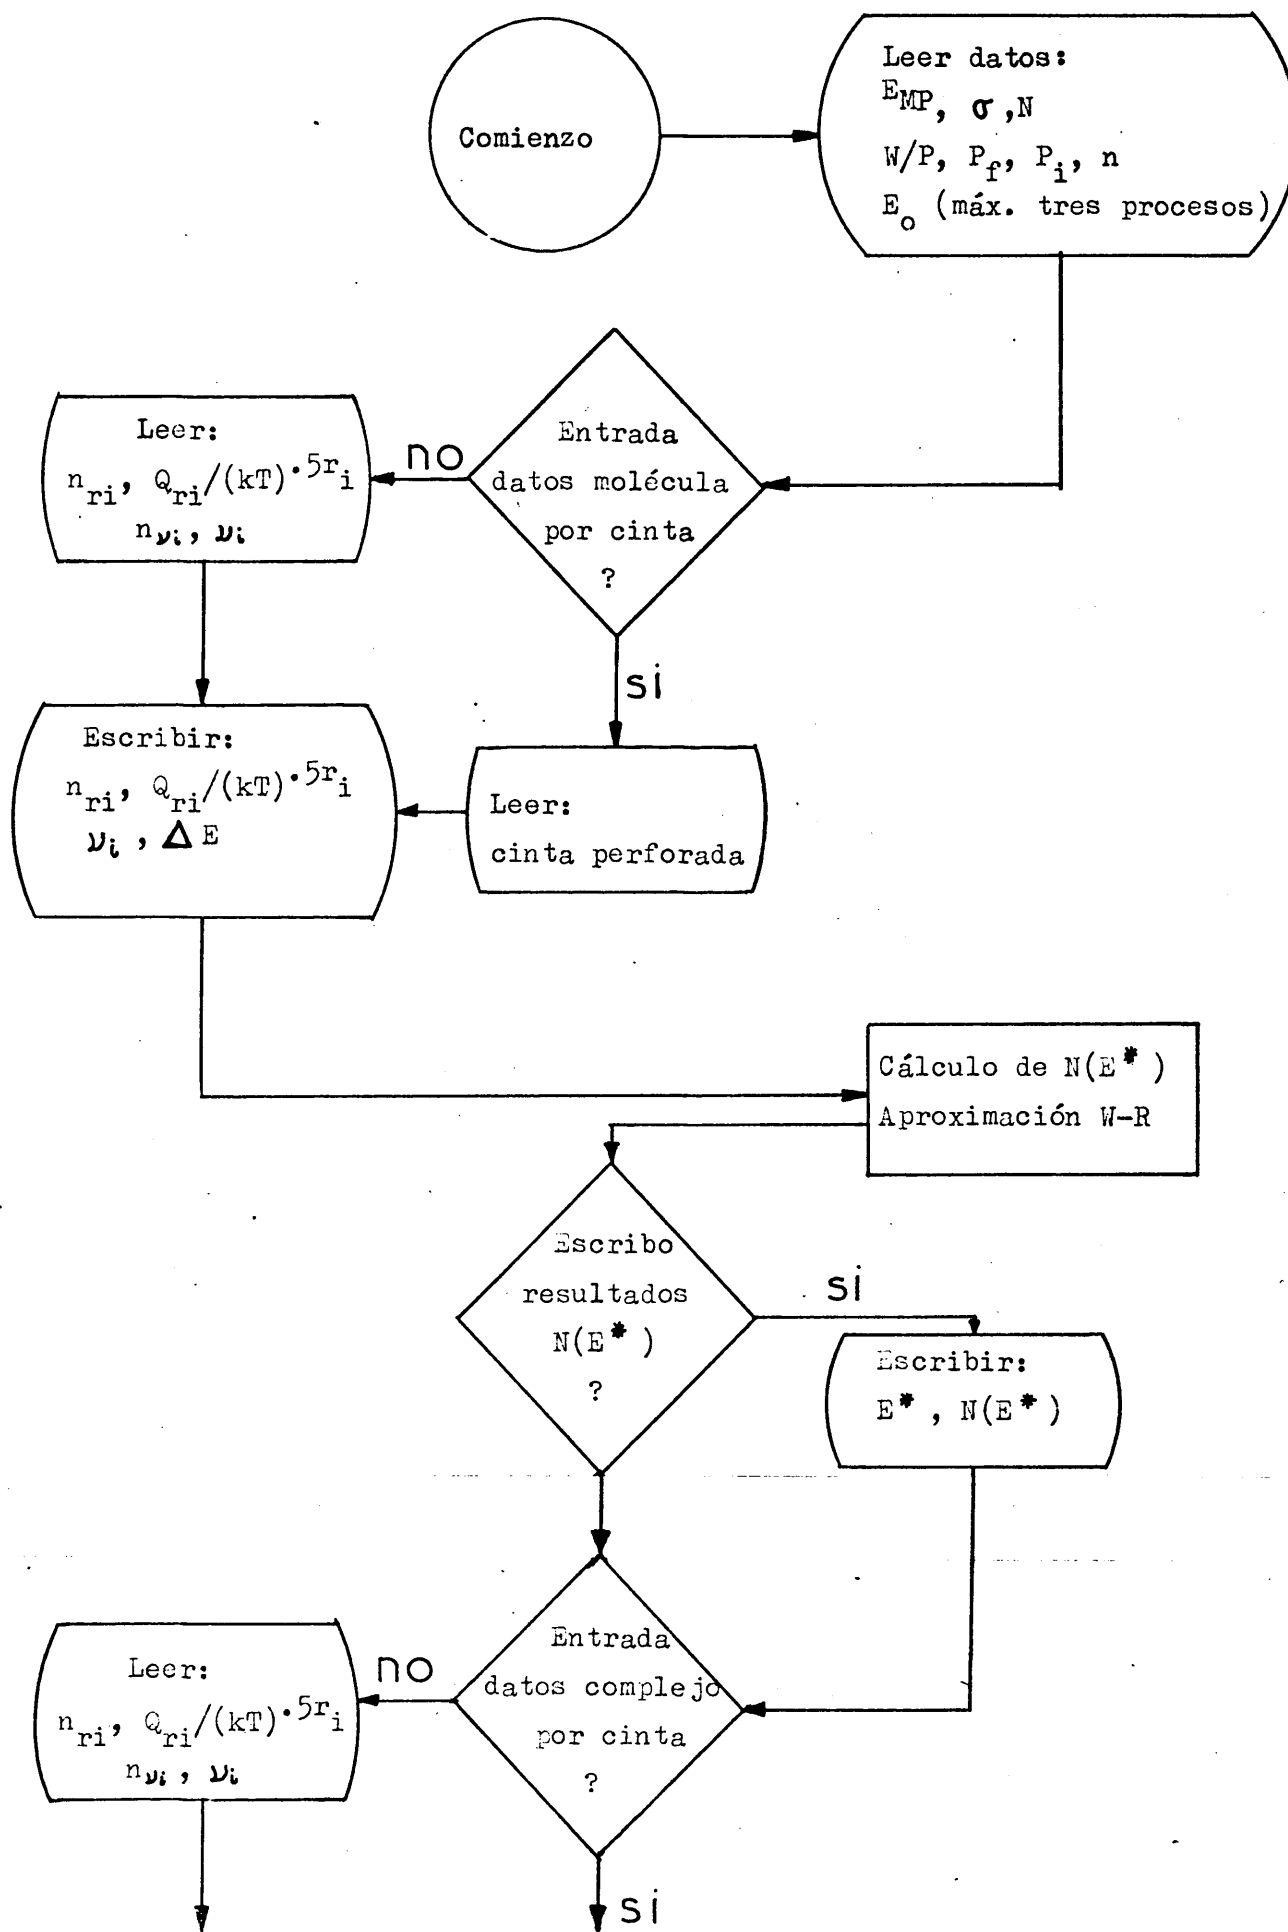 Comienzo
Leer datos:
E_MP, σ, N
W/P, P_f, P_i, n
E_o (máx. tres procesos)
Entrada
datos molécula
por cinta
?
no
Leer:
n_ri, Q_ri/(kT)^.5r_i
n_νi, νi
si
Leer:
cinta perforada
Escribir:
n_ri, Q_ri/(kT)^.5r_i
νi, ΔE
Cálculo de N(E*)
Aproximación W-R
Escribo
resultados
N(E*)
?
si
Escribir:
E*, N(E*)
Entrada
datos complejo
por cinta
?
no
Leer:
n_ri, Q_ri/(kT)^.5r_i
n_νi, νi
si